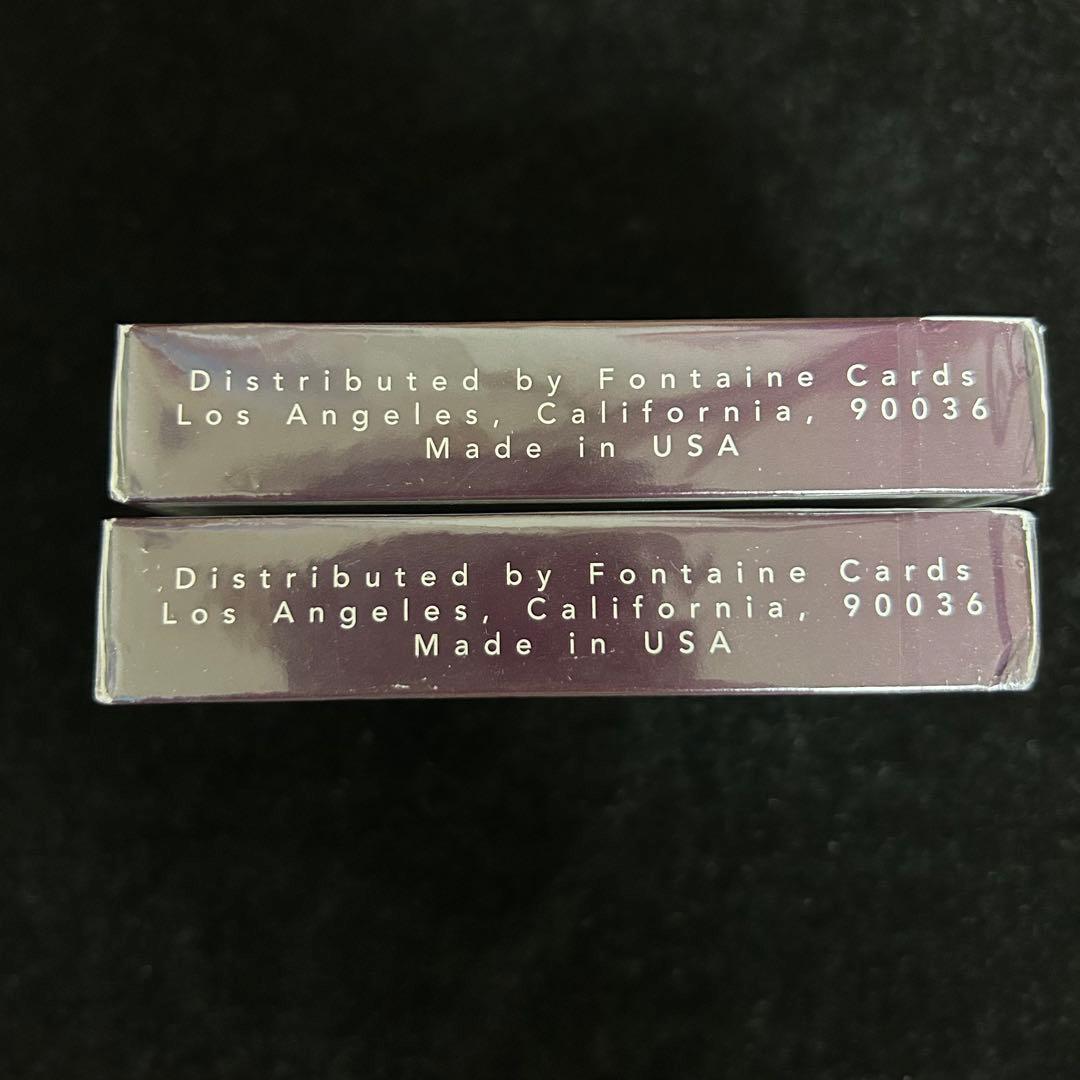 Distributed by Fontaine Cards
Los Angeles, California, 90036
Made in USA
Distributed by Fontaine Cards
Los Angeles, California, 90036
Made in USA